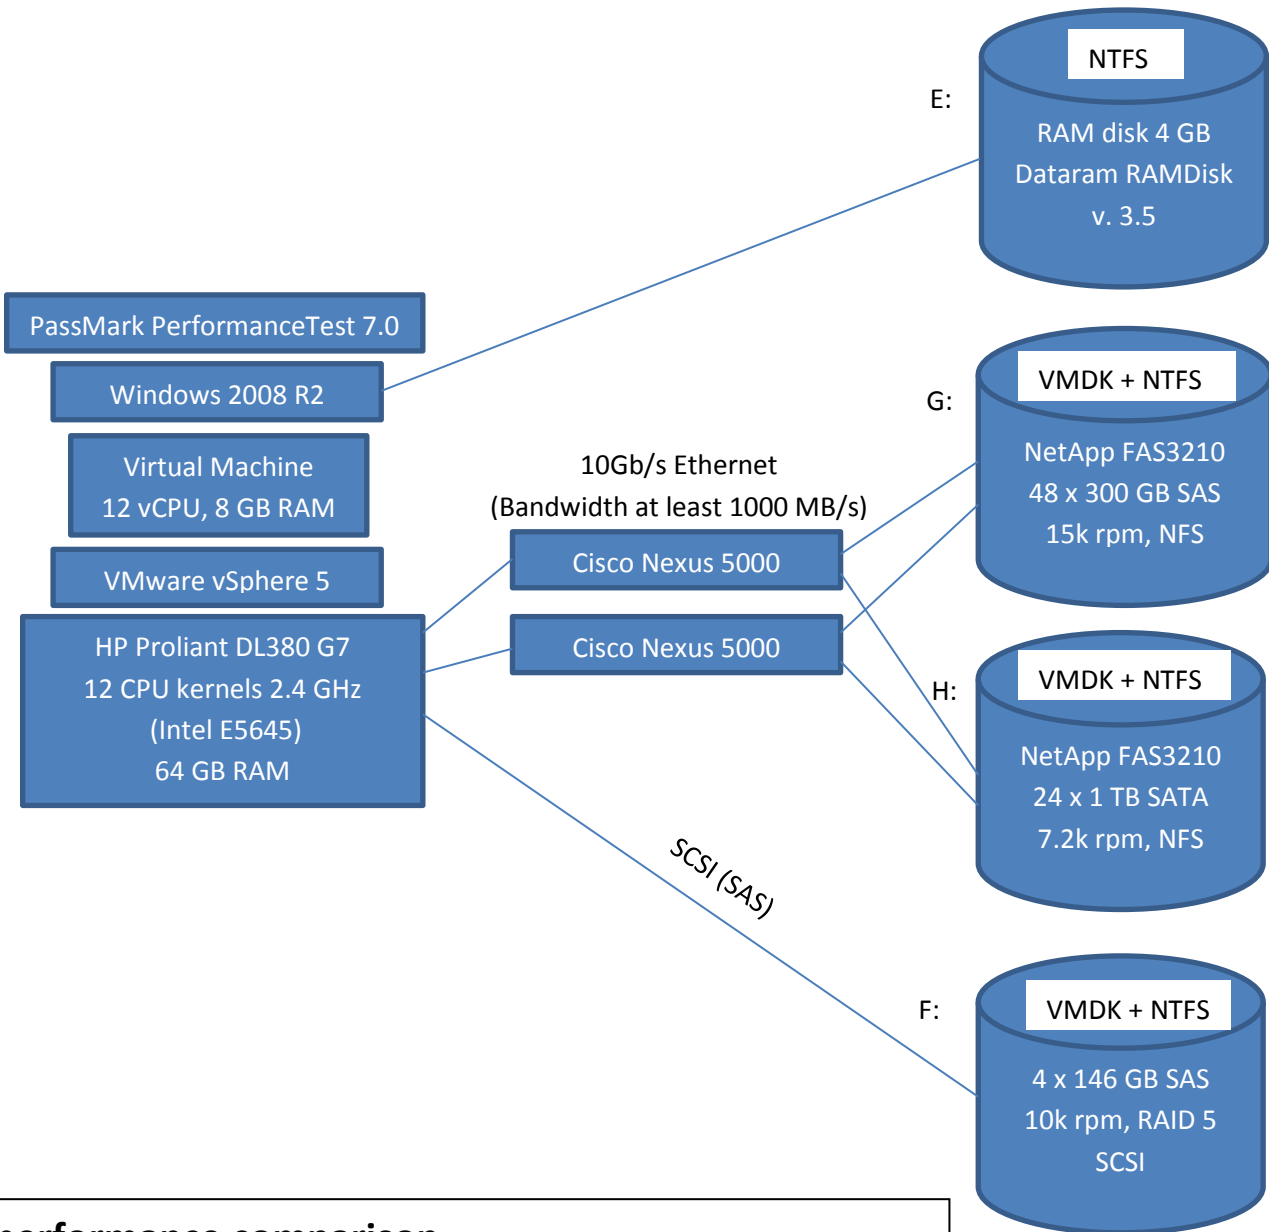 NTFS
E:
RAM disk 4 GB
Dataram RAMDisk
v. 3.5
PassMark PerformanceTest 7.0
Windows 2008 R2
Virtual Machine
12 vCPU, 8 GB RAM
VMware vSphere 5
HP Proliant DL380 G7
12 CPU kernels 2.4 GHz
(Intel E5645)
64 GB RAM
10Gb/s Ethernet
(Bandwidth at least 1000 MB/s)
Cisco Nexus 5000
Cisco Nexus 5000
G:
VMDK + NTFS
NetApp FAS3210
48 x 300 GB SAS
15k rpm, NFS
H:
VMDK + NTFS
NetApp FAS3210
24 x 1 TB SATA
7.2k rpm, NFS
SCSI (SAS)
F:
VMDK + NTFS
4 x 146 GB SAS
10k rpm, RAID 5
SCSI
performance comparison